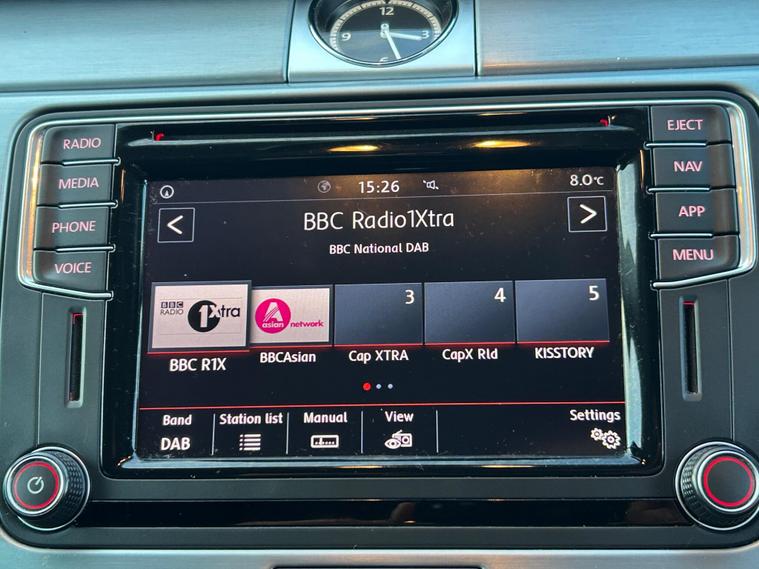 12
9
3
RADIO
MEDIA
PHONE
VOICE
EJECT
NAV
APP
MENU
15:26
8.0°C
<
BBC Radio1Xtra
>
BBC National DAB
BBC
RADIO
1Xtra
A
asian network
3
4
5
BBC R1X
BBCAsian
Cap XTRA
CapX Rld
KISSTORY
Band
Station list
Manual
View
Settings
DAB